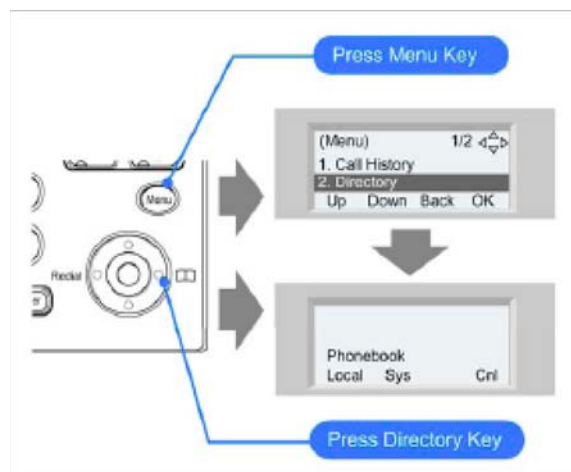 Press Menu Key
(Menu) 1/2
1. Call History
2. Directory
Up Down Back OK
Menu
Redial
Phonebook
Local Sys Cnl
Press Directory Key